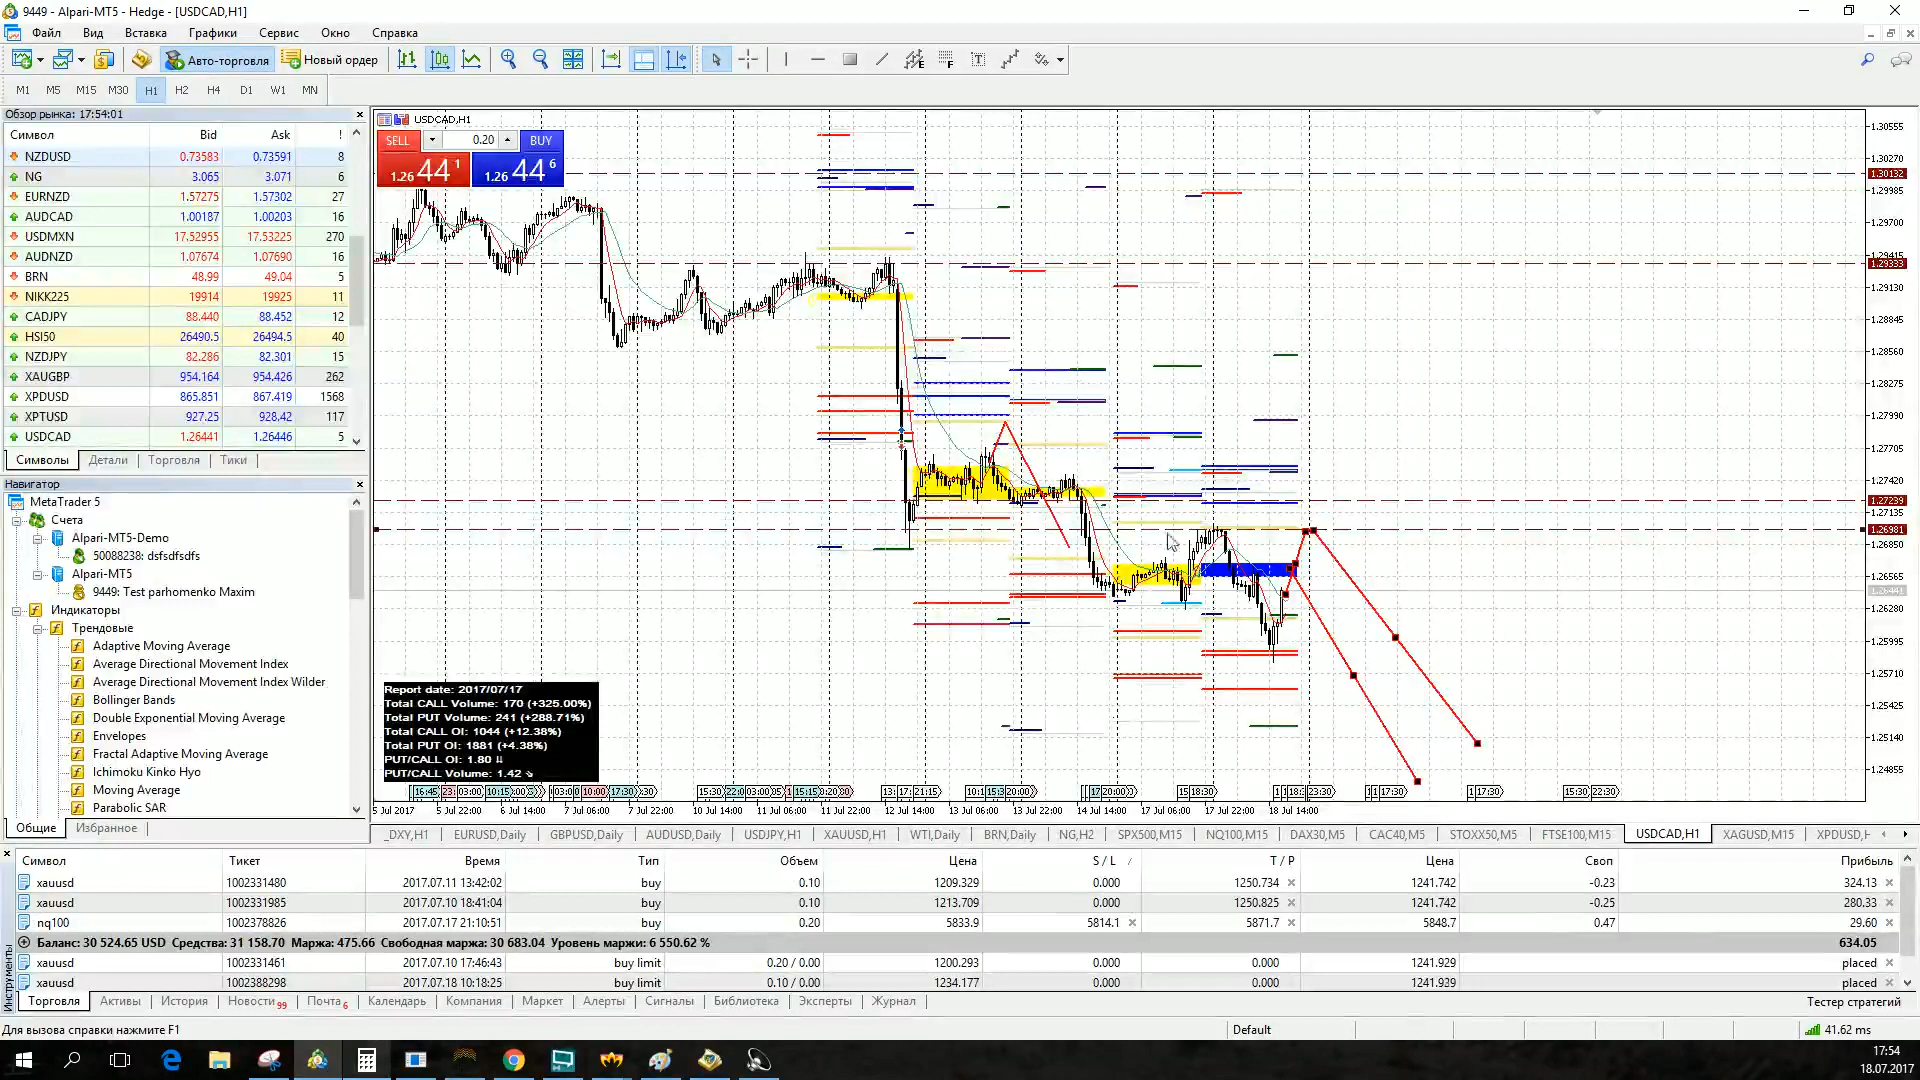 9449 - Alpari-MT5 - Hedge - [USDCAD,H1]
Файл Вид Вставка Графики Сервис Окно Справка
Авто-торговля Новый ордер
M1 M5 M15 M30 H1 H2 H4 D1 W1 MN
Обзор рынка: 17:54:01
Символ Bid Ask !
NZDUSD 0.73583 0.73591 8
NG 3.065 3.071 6
EURNZD 1.57275 1.57302 27
AUDCAD 1.00187 1.00203 16
USDMXN 17.52955 17.53225 270
AUDNZD 1.07674 1.07690 16
BRN 48.99 49.04 5
NIKK225 19914 19925 11
CADJPY 88.440 88.452 12
HSI50 26490.5 26494.5 40
NZDJPY 82.286 82.301 15
XAUGBP 954.164 954.426 262
XPDUSD 865.851 867.419 1568
XPTUSD 927.25 928.42 117
USDCAD 1.26441 1.26446 5
Символы Детали Торговля Тики
Навигатор
MetaTrader 5
Счета
Alpari-MT5-Demo
50088238: dsfsdfsdfs
Alpari-MT5
9449: Test parhomenko Maxim
Индикаторы
Трендовые
Adaptive Moving Average
Average Directional Movement Index
Average Directional Movement Index Wilder
Bollinger Bands
Double Exponential Moving Average
Envelopes
Fractal Adaptive Moving Average
Ichimoku Kinko Hyo
Moving Average
Parabolic SAR
Общие Избранное
USDCAD,H1
SELL 0.20 BUY
1.26 44 1 1.26 44 6
1.30555
1.30270
1.30132
1.29985
1.29700
1.29415
1.29333
1.29130
1.28845
1.28560
1.28275
1.27990
1.27705
1.27420
1.27239
1.27135
1.26981
1.26850
1.26565
1.26441
1.26280
1.25995
1.25710
1.25425
1.25140
1.24855
Report date: 2017/07/17
Total CALL Volume: 170 (+325.00%)
Total PUT Volume: 241 (+288.71%)
Total CALL OI: 1044 (+12.38%)
Total PUT OI: 1881 (+4.38%)
PUT/CALL OI: 1.80 ⇊
PUT/CALL Volume: 1.42 ⇘
5 Jul 2017 5 Jul 22:00 6 Jul 14:00 7 Jul 06:00 7 Jul 22:00 10 Jul 14:00 11 Jul 06:00 11 Jul 22:00 12 Jul 14:00 13 Jul 06:00 13 Jul 22:00 14 Jul 14:00 17 Jul 06:00 17 Jul 22:00 18 Jul 14:00
_DXY,H1 EURUSD,Daily GBPUSD,Daily AUDUSD,Daily USDJPY,H1 XAUUSD,H1 WTI,Daily BRN,Daily NG,H2 SPX500,M15 NQ100,M15 DAX30,M5 CAC40,M5 STOXX50,M5 FTSE100,M15 USDCAD,H1 XAGUSD,M15 XPDUSD,H
Символ Тикет Время Тип Объем Цена S / L T / P Цена Своп Прибыль
xauusd 1002331480 2017.07.11 13:42:02 buy 0.10 1209.329 0.000 1250.734 1241.742 -0.23 324.13
xauusd 1002331985 2017.07.10 18:41:04 buy 0.10 1213.709 0.000 1250.825 1241.742 -0.25 280.33
nq100 1002378826 2017.07.17 21:10:51 buy 0.20 5833.9 5814.1 5871.7 5848.7 0.47 29.60
Баланс: 30 524.65 USD Средства: 31 158.70 Маржа: 475.66 Свободная маржа: 30 683.04 Уровень маржи: 6 550.62 % 634.05
xauusd 1002331461 2017.07.10 17:46:43 buy limit 0.20 / 0.00 1200.293 0.000 0.000 1241.929 placed
xauusd 1002388298 2017.07.18 10:18:25 buy limit 0.10 / 0.00 1234.177 0.000 0.000 1241.939 placed
Инструменты
Торговля Активы История Новости 99 Почта 6 Календарь Компания Маркет Алерты Сигналы Библиотека Эксперты Журнал Тестер стратегий
Для вызова справки нажмите F1 Default 41.62 ms
17:54
18.07.2017